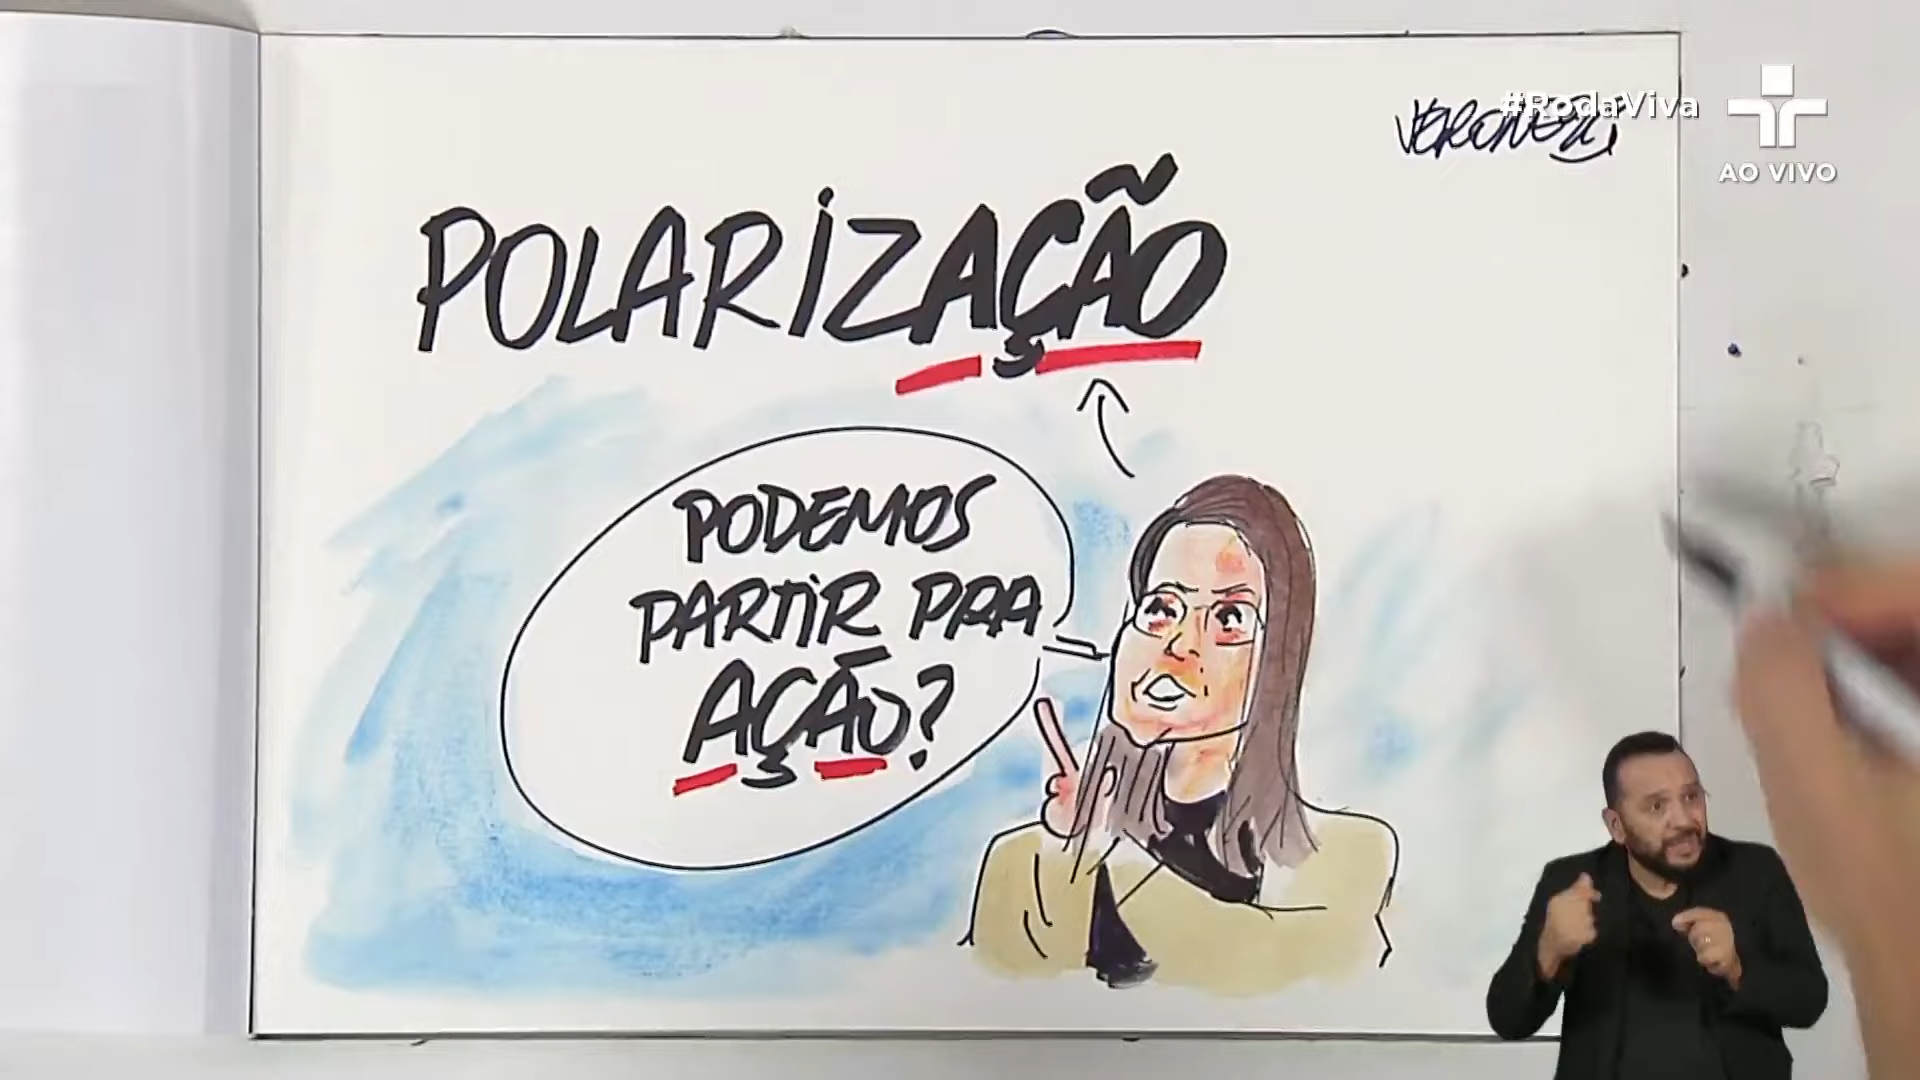 #RodaViva
VERONEZI
AO VIVO
POLARIZAÇÃO
PODEMOS
PARTIR PRA
AÇÃO?